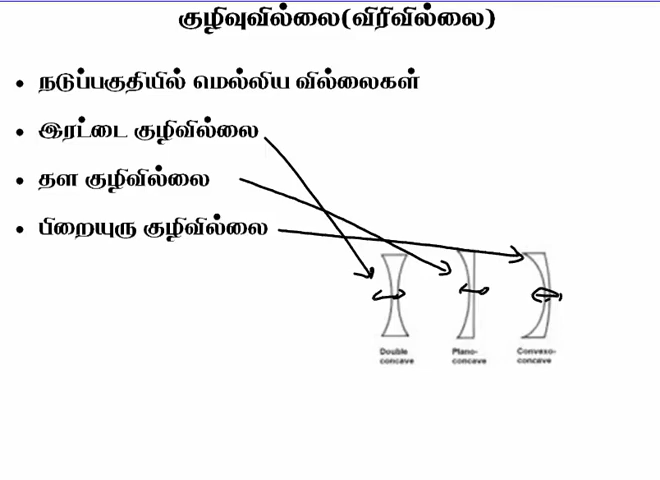 குழிவுவில்லை(விரிவில்லை)
• நடுப்பகுதியில் மெல்லிய வில்லைகள்
• இரட்டை குழிவில்லை
• தள குழிவில்லை
• பிறையுரு குழிவில்லை
Double concave
Plano-concave
Convexo-concave